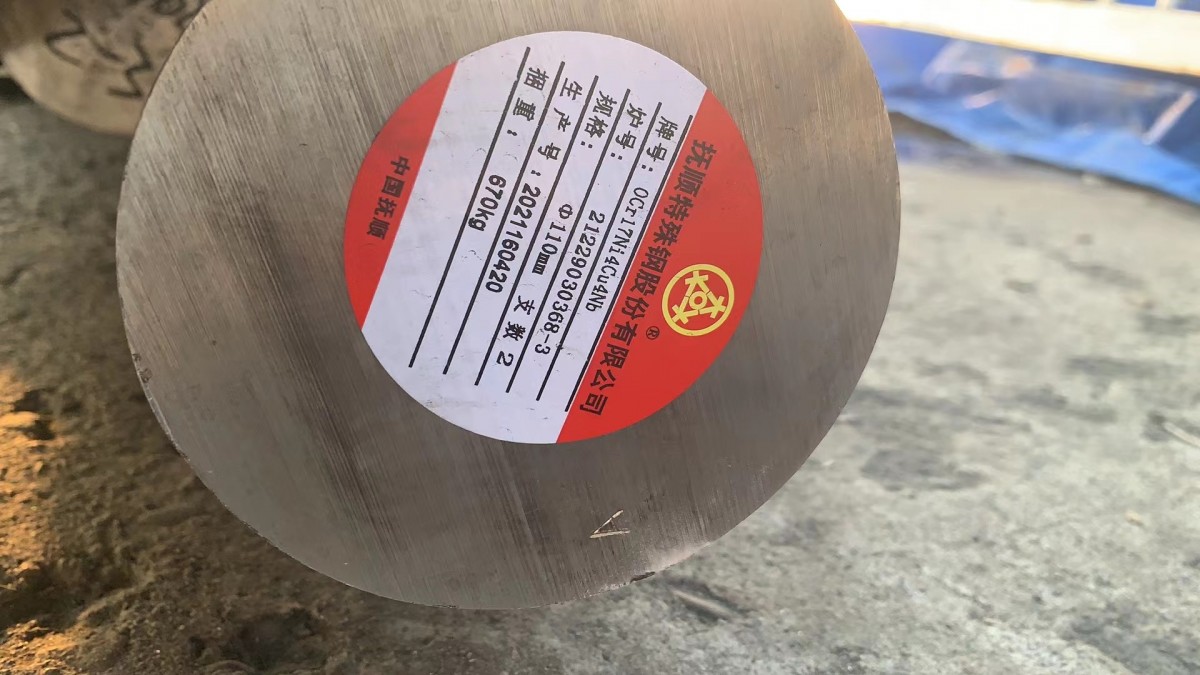 抚顺特殊钢股份有限公司
®
牌号：0Cr17Ni4Cu4Nb
炉号：21229030368-3
规格：Φ110mm 支数 2
生产号：2021160420
捆重：670kg
中国抚顺